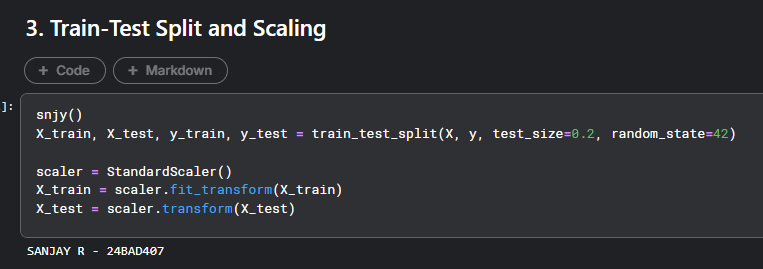 3. Train-Test Split and Scaling
+ Code + Markdown
]:
snjy()
X_train, X_test, y_train, y_test = train_test_split(X, y, test_size=0.2, random_state=42)
scaler = StandardScaler()
X_train = scaler.fit_transform(X_train)
X_test = scaler.transform(X_test)
SANJAY R - 24BAD407